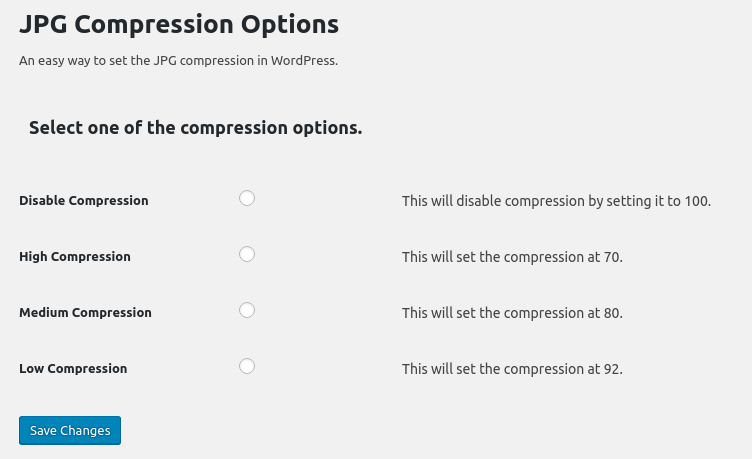 JPG Compression Options
An easy way to set the JPG compression in WordPress.
Select one of the compression options.
Disable Compression This will disable compression by setting it to 100.
High Compression This will set the compression at 70.
Medium Compression This will set the compression at 80.
Low Compression This will set the compression at 92.
Save Changes